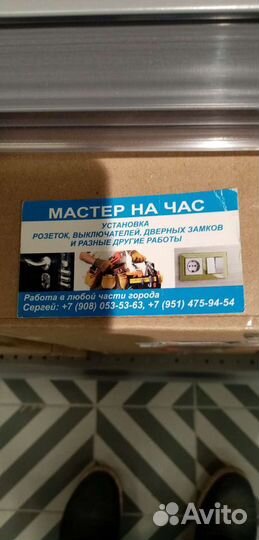 МАСТЕР НА ЧАС
УСТАНОВКА
РОЗЕТОК, ВЫКЛЮЧАТЕЛЕЙ, ДВЕРНЫХ ЗАМКОВ
И РАЗНЫЕ ДРУГИЕ РАБОТЫ
Работа в любой части города
Сергей: +7 (908) 053-53-63, +7 (951) 475-94-54
Avito